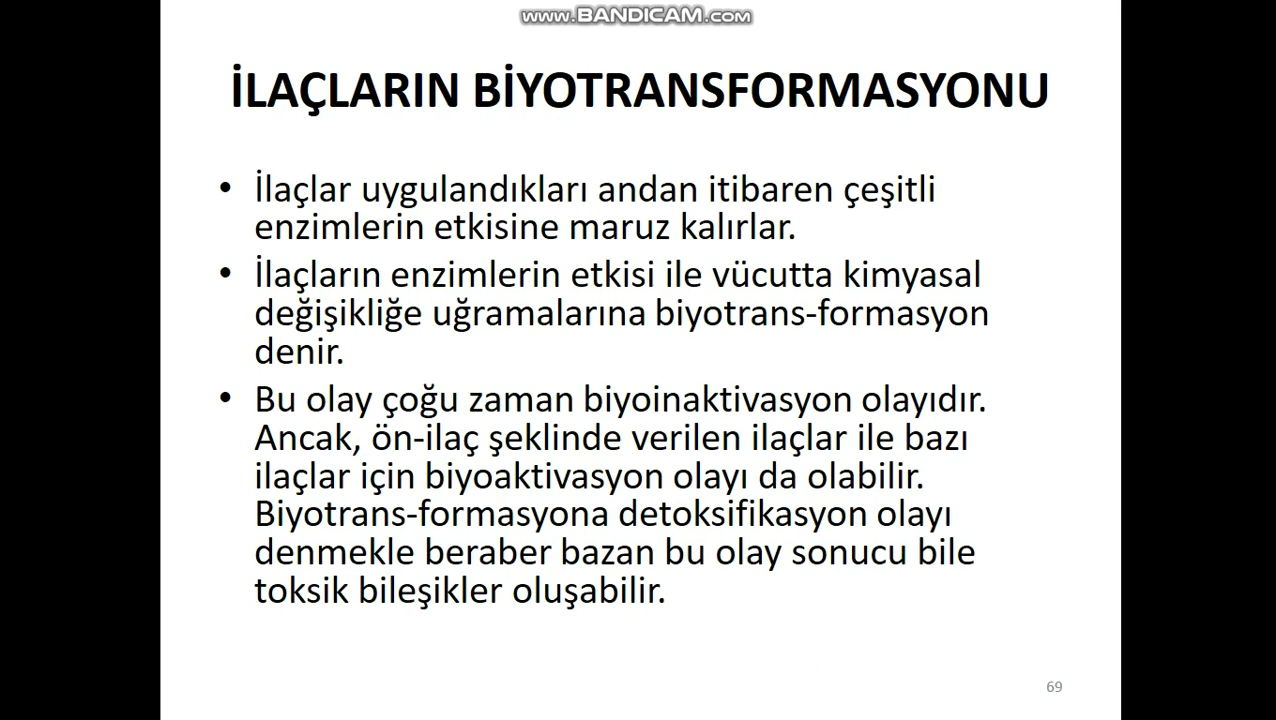 www.BANDICAM.com
İLAÇLARIN BİYOTRANSFORMASYONU
• İlaçlar uygulandıkları andan itibaren çeşitli
enzimlerin etkisine maruz kalırlar.
• İlaçların enzimlerin etkisi ile vücutta kimyasal
değişikliğe uğramalarına biyotrans-formasyon
denir.
• Bu olay çoğu zaman biyoinaktivasyon olayıdır.
Ancak, ön-ilaç şeklinde verilen ilaçlar ile bazı
ilaçlar için biyoaktivasyon olayı da olabilir.
Biyotrans-formasyona detoksifikasyon olayı
denmekle beraber bazan bu olay sonucu bile
toksik bileşikler oluşabilir.
69